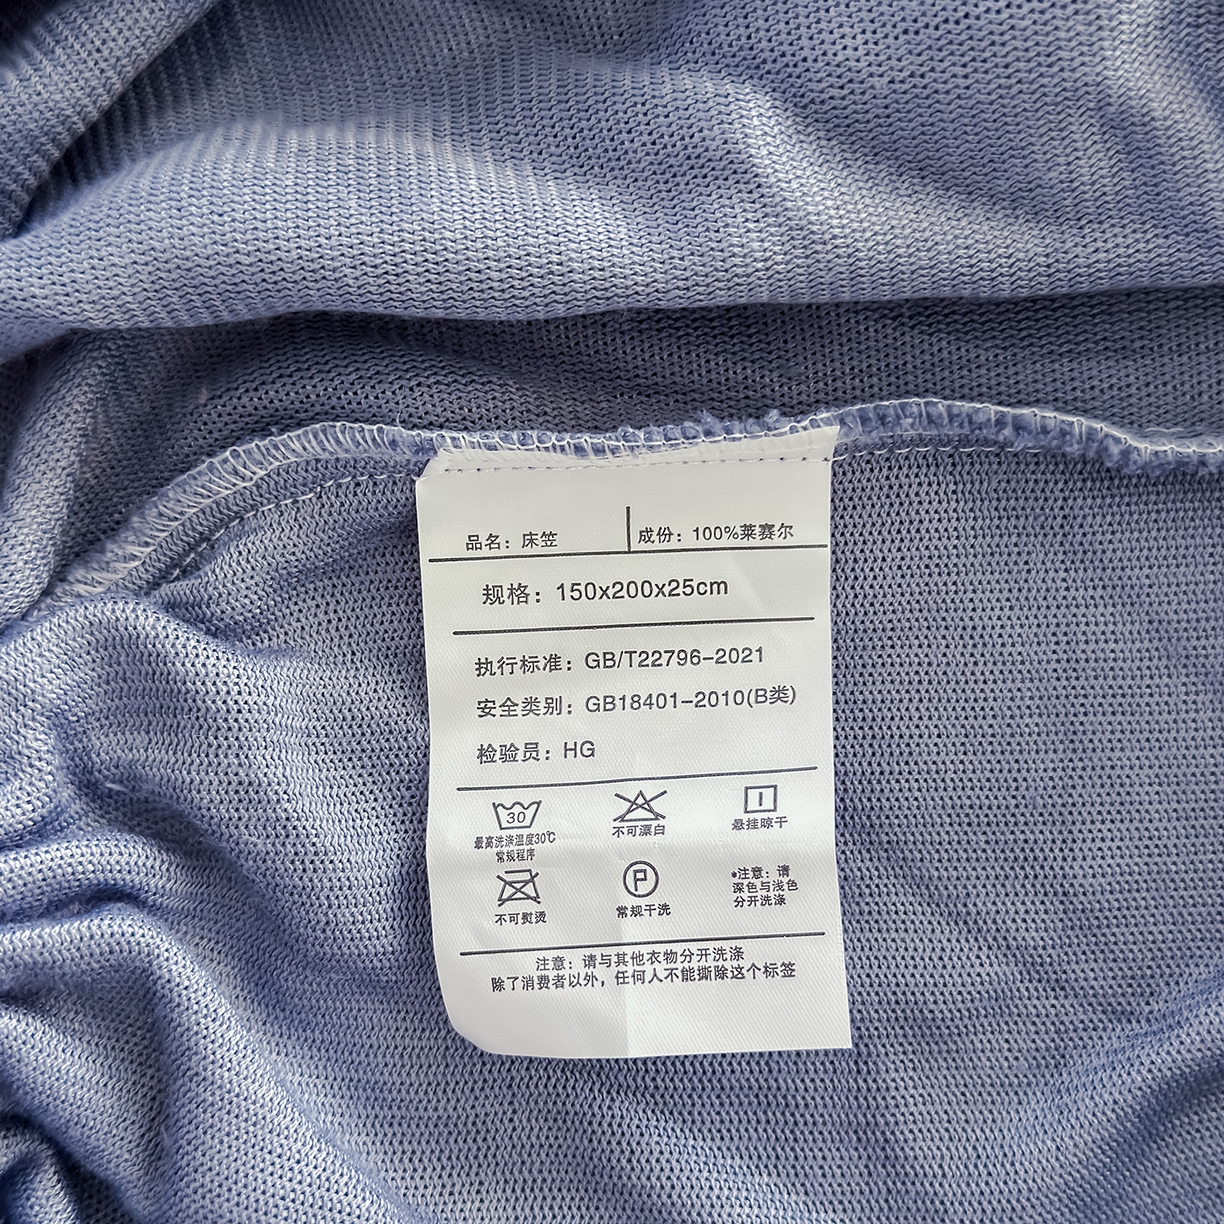 品名：床笠
成份：100%莱赛尔
规格：150x200x25cm
执行标准：GB/T22796-2021
安全类别：GB18401-2010(B类)
检验员：HG
30
最高洗涤温度30℃
常规程序
不可漂白
悬挂晾干
不可熨烫
P
常规干洗
*注意：请
深色与浅色
分开洗涤
注意：请与其他衣物分开洗涤
除了消费者以外，任何人不能撕除这个标签